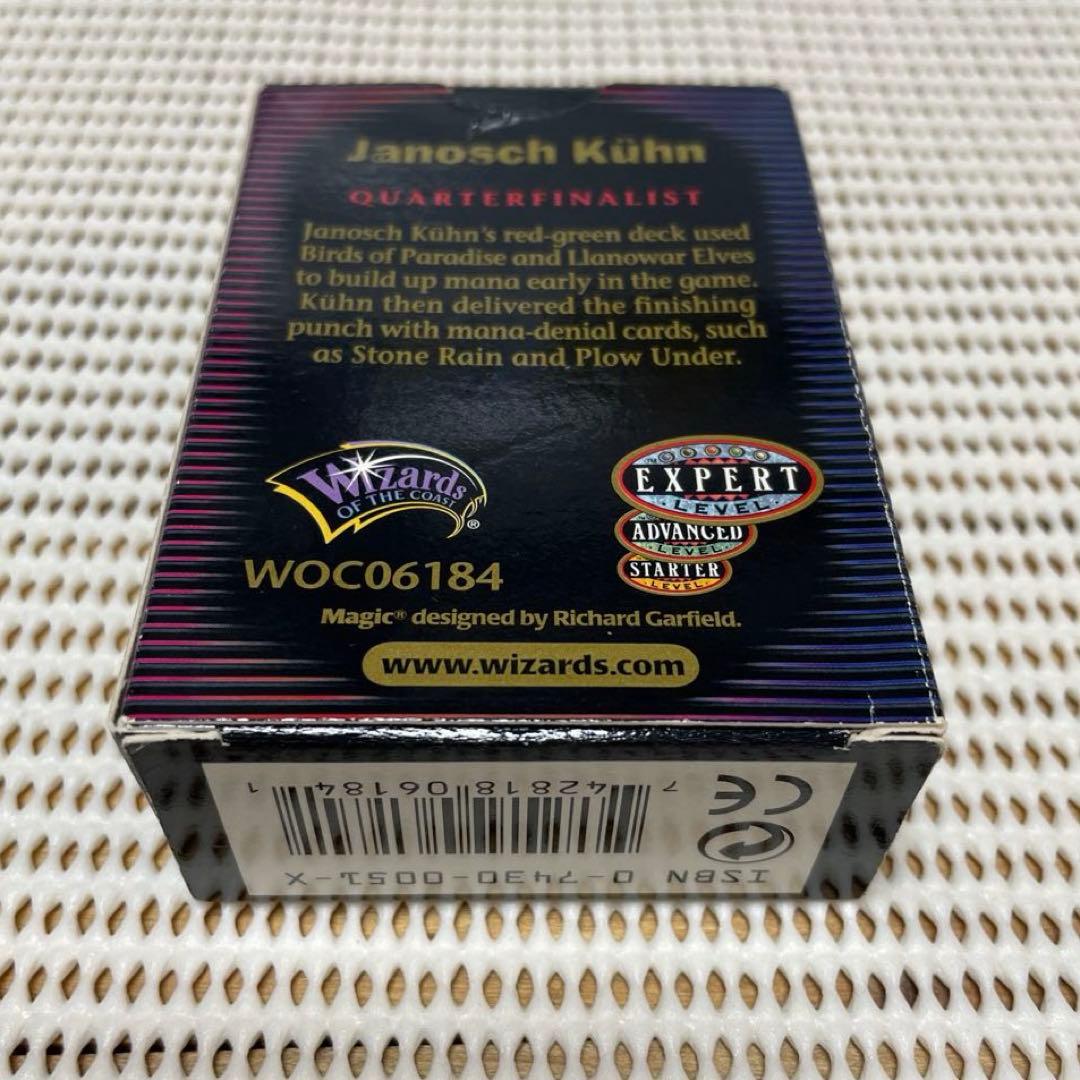 Janosch Kühn
QUARTERFINALIST
Janosch Kühn's red-green deck used
Birds of Paradise and Llanowar Elves
to build up mana early in the game.
Kühn then delivered the finishing
punch with mana-denial cards, such
as Stone Rain and Plow Under.
Wizards
OF THE COAST
®
EXPERT
LEVEL
ADVANCED
LEVEL
STARTER
LEVEL
WOC06184
Magic® designed by Richard Garfield.
www.wizards.com
7 42818 06184 1
CE
ISBN 0-7430-0051-X